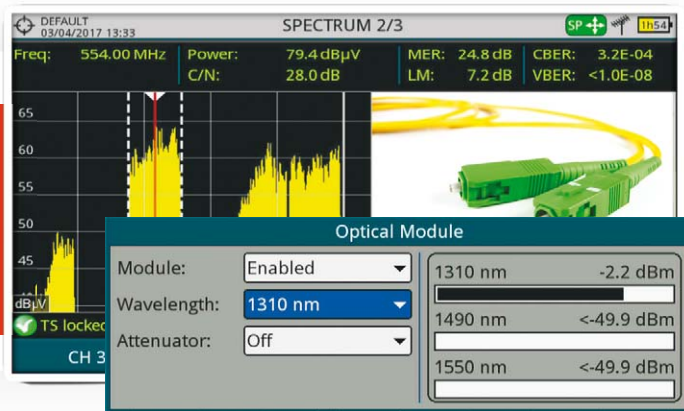 DEFAULT
03/04/2017 13:33
SPECTRUM 2/3
SP
1h54
Freq: 554.00 MHz Power: 79.4 dBµV MER: 24.8 dB CBER: 3.2E-04
C/N: 28.0 dB LM: 7.2 dB VBER: <1.0E-08
65
60
55
50
45
dBµV
TS locked
CH 3
Optical Module
Module: Enabled
Wavelength: 1310 nm
Attenuator: Off
1310 nm -2.2 dBm
1490 nm <-49.9 dBm
1550 nm <-49.9 dBm